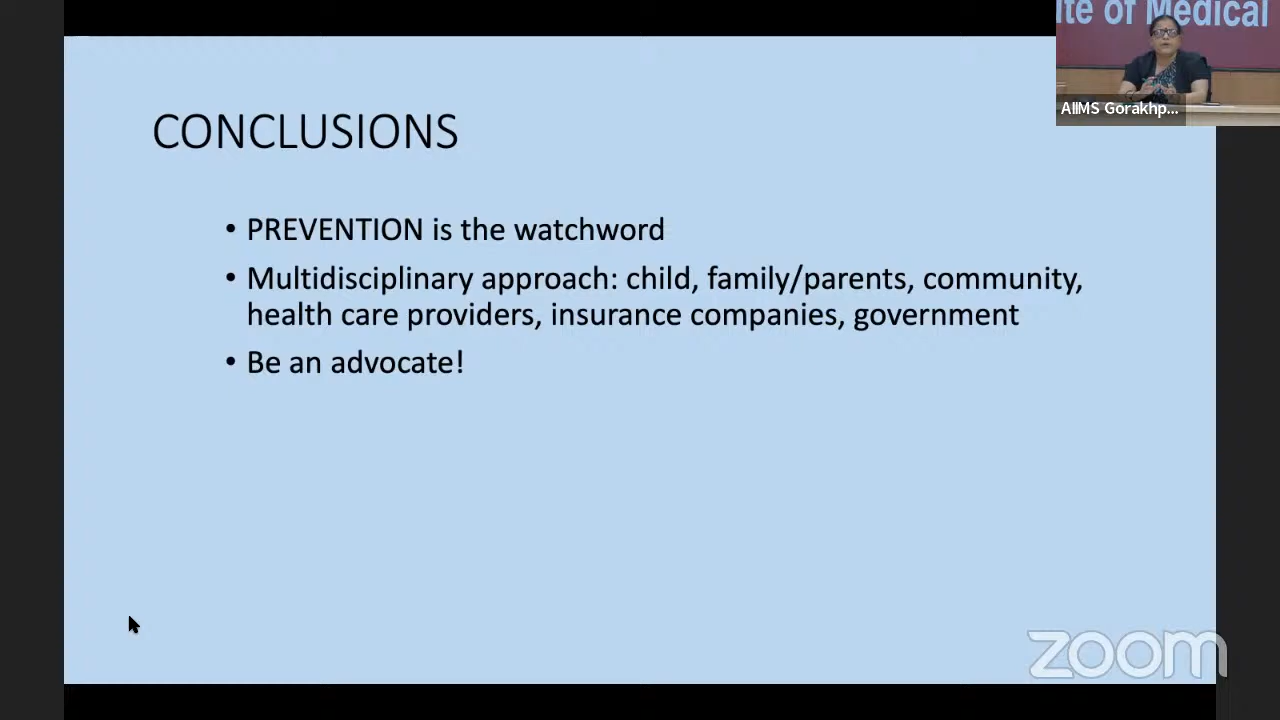 ite of Medical
AIIMS Gorakhp...
CONCLUSIONS
• PREVENTION is the watchword
• Multidisciplinary approach: child, family/parents, community,
health care providers, insurance companies, government
• Be an advocate!
zoom